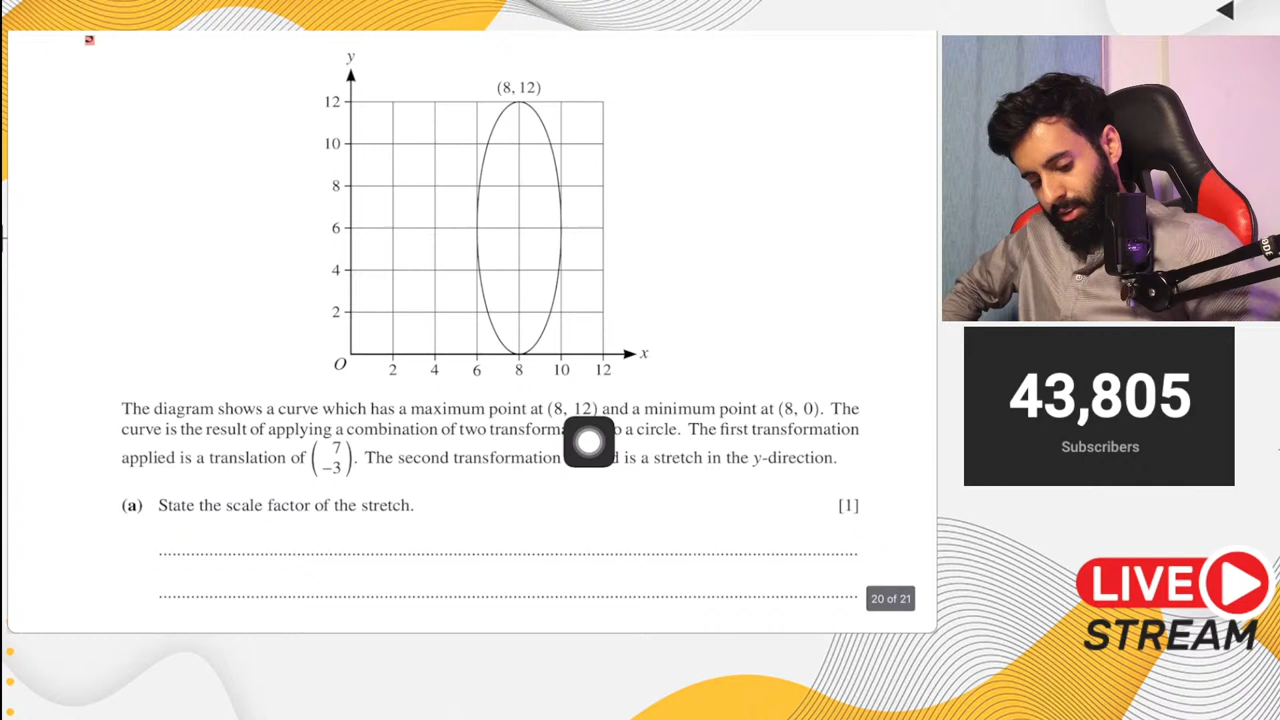 y
(8, 12)
12
10
8
6
4
2
O
2 4 6 8 10 12
x
The diagram shows a curve which has a maximum point at (8, 12) and a minimum point at (8, 0). The
curve is the result of applying a combination of two transform o a circle. The first transformation
applied is a translation of (7 −3). The second transformation d is a stretch in the y-direction.
(a) State the scale factor of the stretch. [1]
20 of 21
43,805
Subscribers
LIVE
STREAM